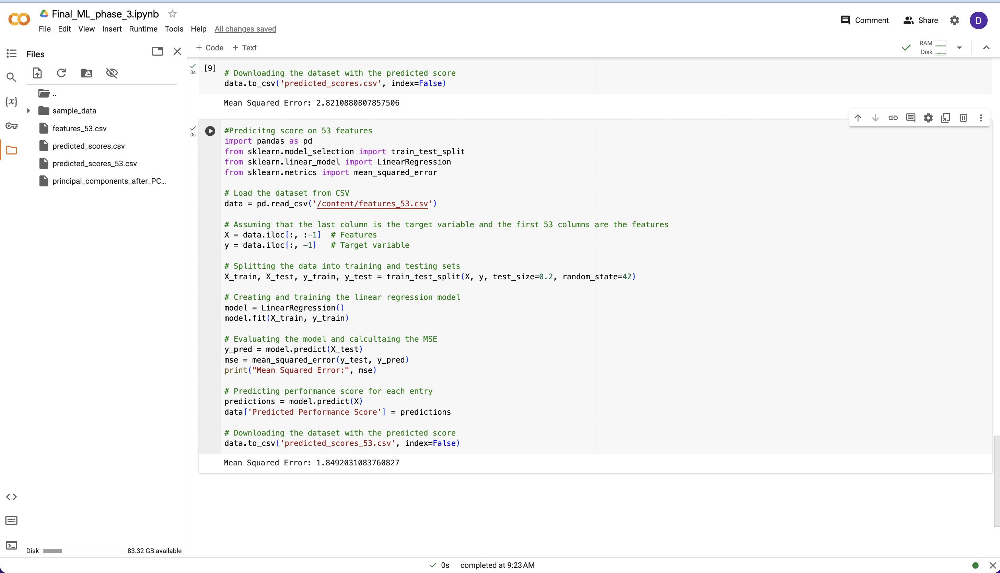 Final_ML_phase_3.ipynb
File Edit View Insert Runtime Tools Help All changes saved
Comment
Share
D
Files
+ Code + Text
RAM
Disk
..
sample_data
features_53.csv
predicted_scores.csv
predicted_scores_53.csv
principal_components_after_PC...
{x}
0s
[9]
# Downloading the dataset with the predicted score
data.to_csv('predicted_scores.csv', index=False)
Mean Squared Error: 2.8210880807857506
0s
#Predicitng score on 53 features
import pandas as pd
from sklearn.model_selection import train_test_split
from sklearn.linear_model import LinearRegression
from sklearn.metrics import mean_squared_error
# Load the dataset from CSV
data = pd.read_csv('/content/features_53.csv')
# Assuming that the last column is the target variable and the first 53 columns are the features
X = data.iloc[:, :-1]  # Features
y = data.iloc[:, -1]   # Target variable
# Splitting the data into training and testing sets
X_train, X_test, y_train, y_test = train_test_split(X, y, test_size=0.2, random_state=42)
# Creating and training the linear regression model
model = LinearRegression()
model.fit(X_train, y_train)
# Evaluating the model and calcultaing the MSE
y_pred = model.predict(X_test)
mse = mean_squared_error(y_test, y_pred)
print("Mean Squared Error:", mse)
# Predicting performance score for each entry
predictions = model.predict(X)
data['Predicted Performance Score'] = predictions
# Downloading the dataset with the predicted score
data.to_csv('predicted_scores_53.csv', index=False)
Mean Squared Error: 1.8492031083760827
Disk 83.32 GB available
0s completed at 9:23 AM